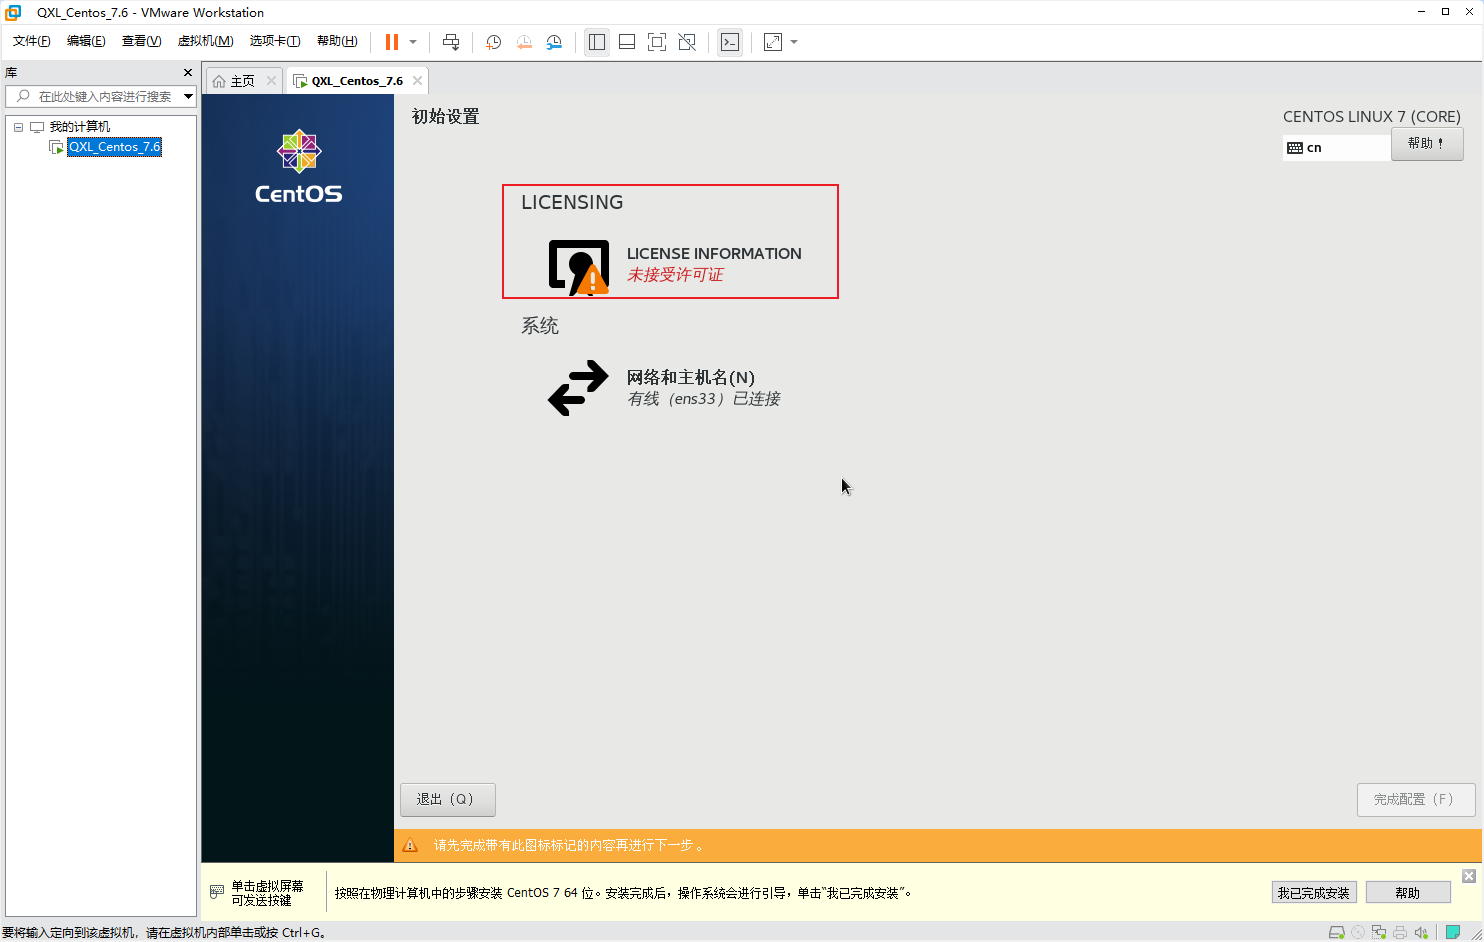 QXL_Centos_7.6 - VMware Workstation
文件(F) 编辑(E) 查看(V) 虚拟机(M) 选项卡(T) 帮助(H)
库
在此处键入内容进行搜索
我的计算机
QXL_Centos_7.6
主页
QXL_Centos_7.6
CentOS
初始设置
CENTOS LINUX 7 (CORE)
cn
帮助！
LICENSING
LICENSE INFORMATION
未接受许可证
系统
网络和主机名(N)
有线（ens33）已连接
退出（Q）
完成配置（F）
请先完成带有此图标标记的内容再进行下一步。
单击虚拟屏幕
可发送按键
按照在物理计算机中的步骤安装 CentOS 7 64 位。安装完成后，操作系统会进行引导，单击“我已完成安装”。
我已完成安装
帮助
要将输入定向到该虚拟机，请在虚拟机内部单击或按 Ctrl+G。